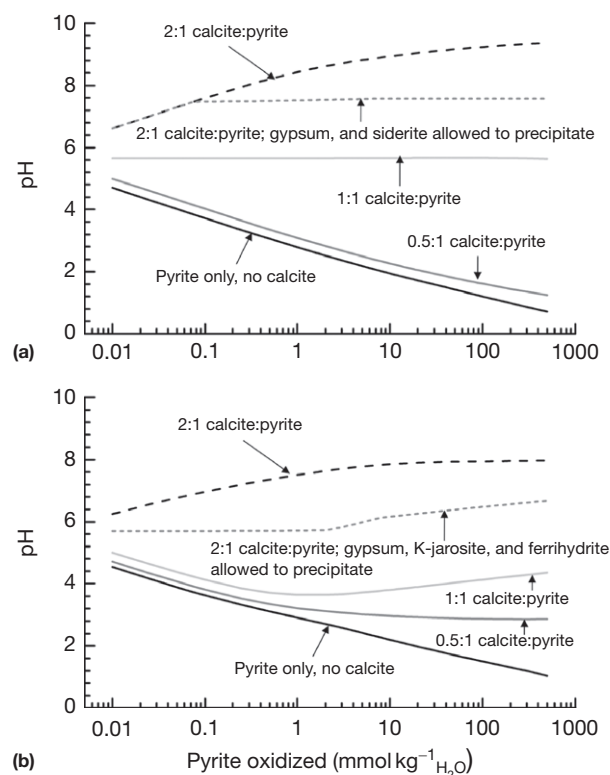 (a)
10
8
6
4
2
0
pH
2:1 calcite:pyrite
2:1 calcite:pyrite; gypsum, and siderite allowed to precipitate
1:1 calcite:pyrite
0.5:1 calcite:pyrite
Pyrite only, no calcite
0.01
0.1
1
10
100
1000
(b)
10
8
6
4
2
0
pH
2:1 calcite:pyrite
2:1 calcite:pyrite; gypsum, K-jarosite, and ferrihydrite
allowed to precipitate
1:1 calcite:pyrite
0.5:1 calcite:pyrite
Pyrite only, no calcite
0.01
0.1
1
10
100
1000
Pyrite oxidized (mmol kg⁻¹H₂O)